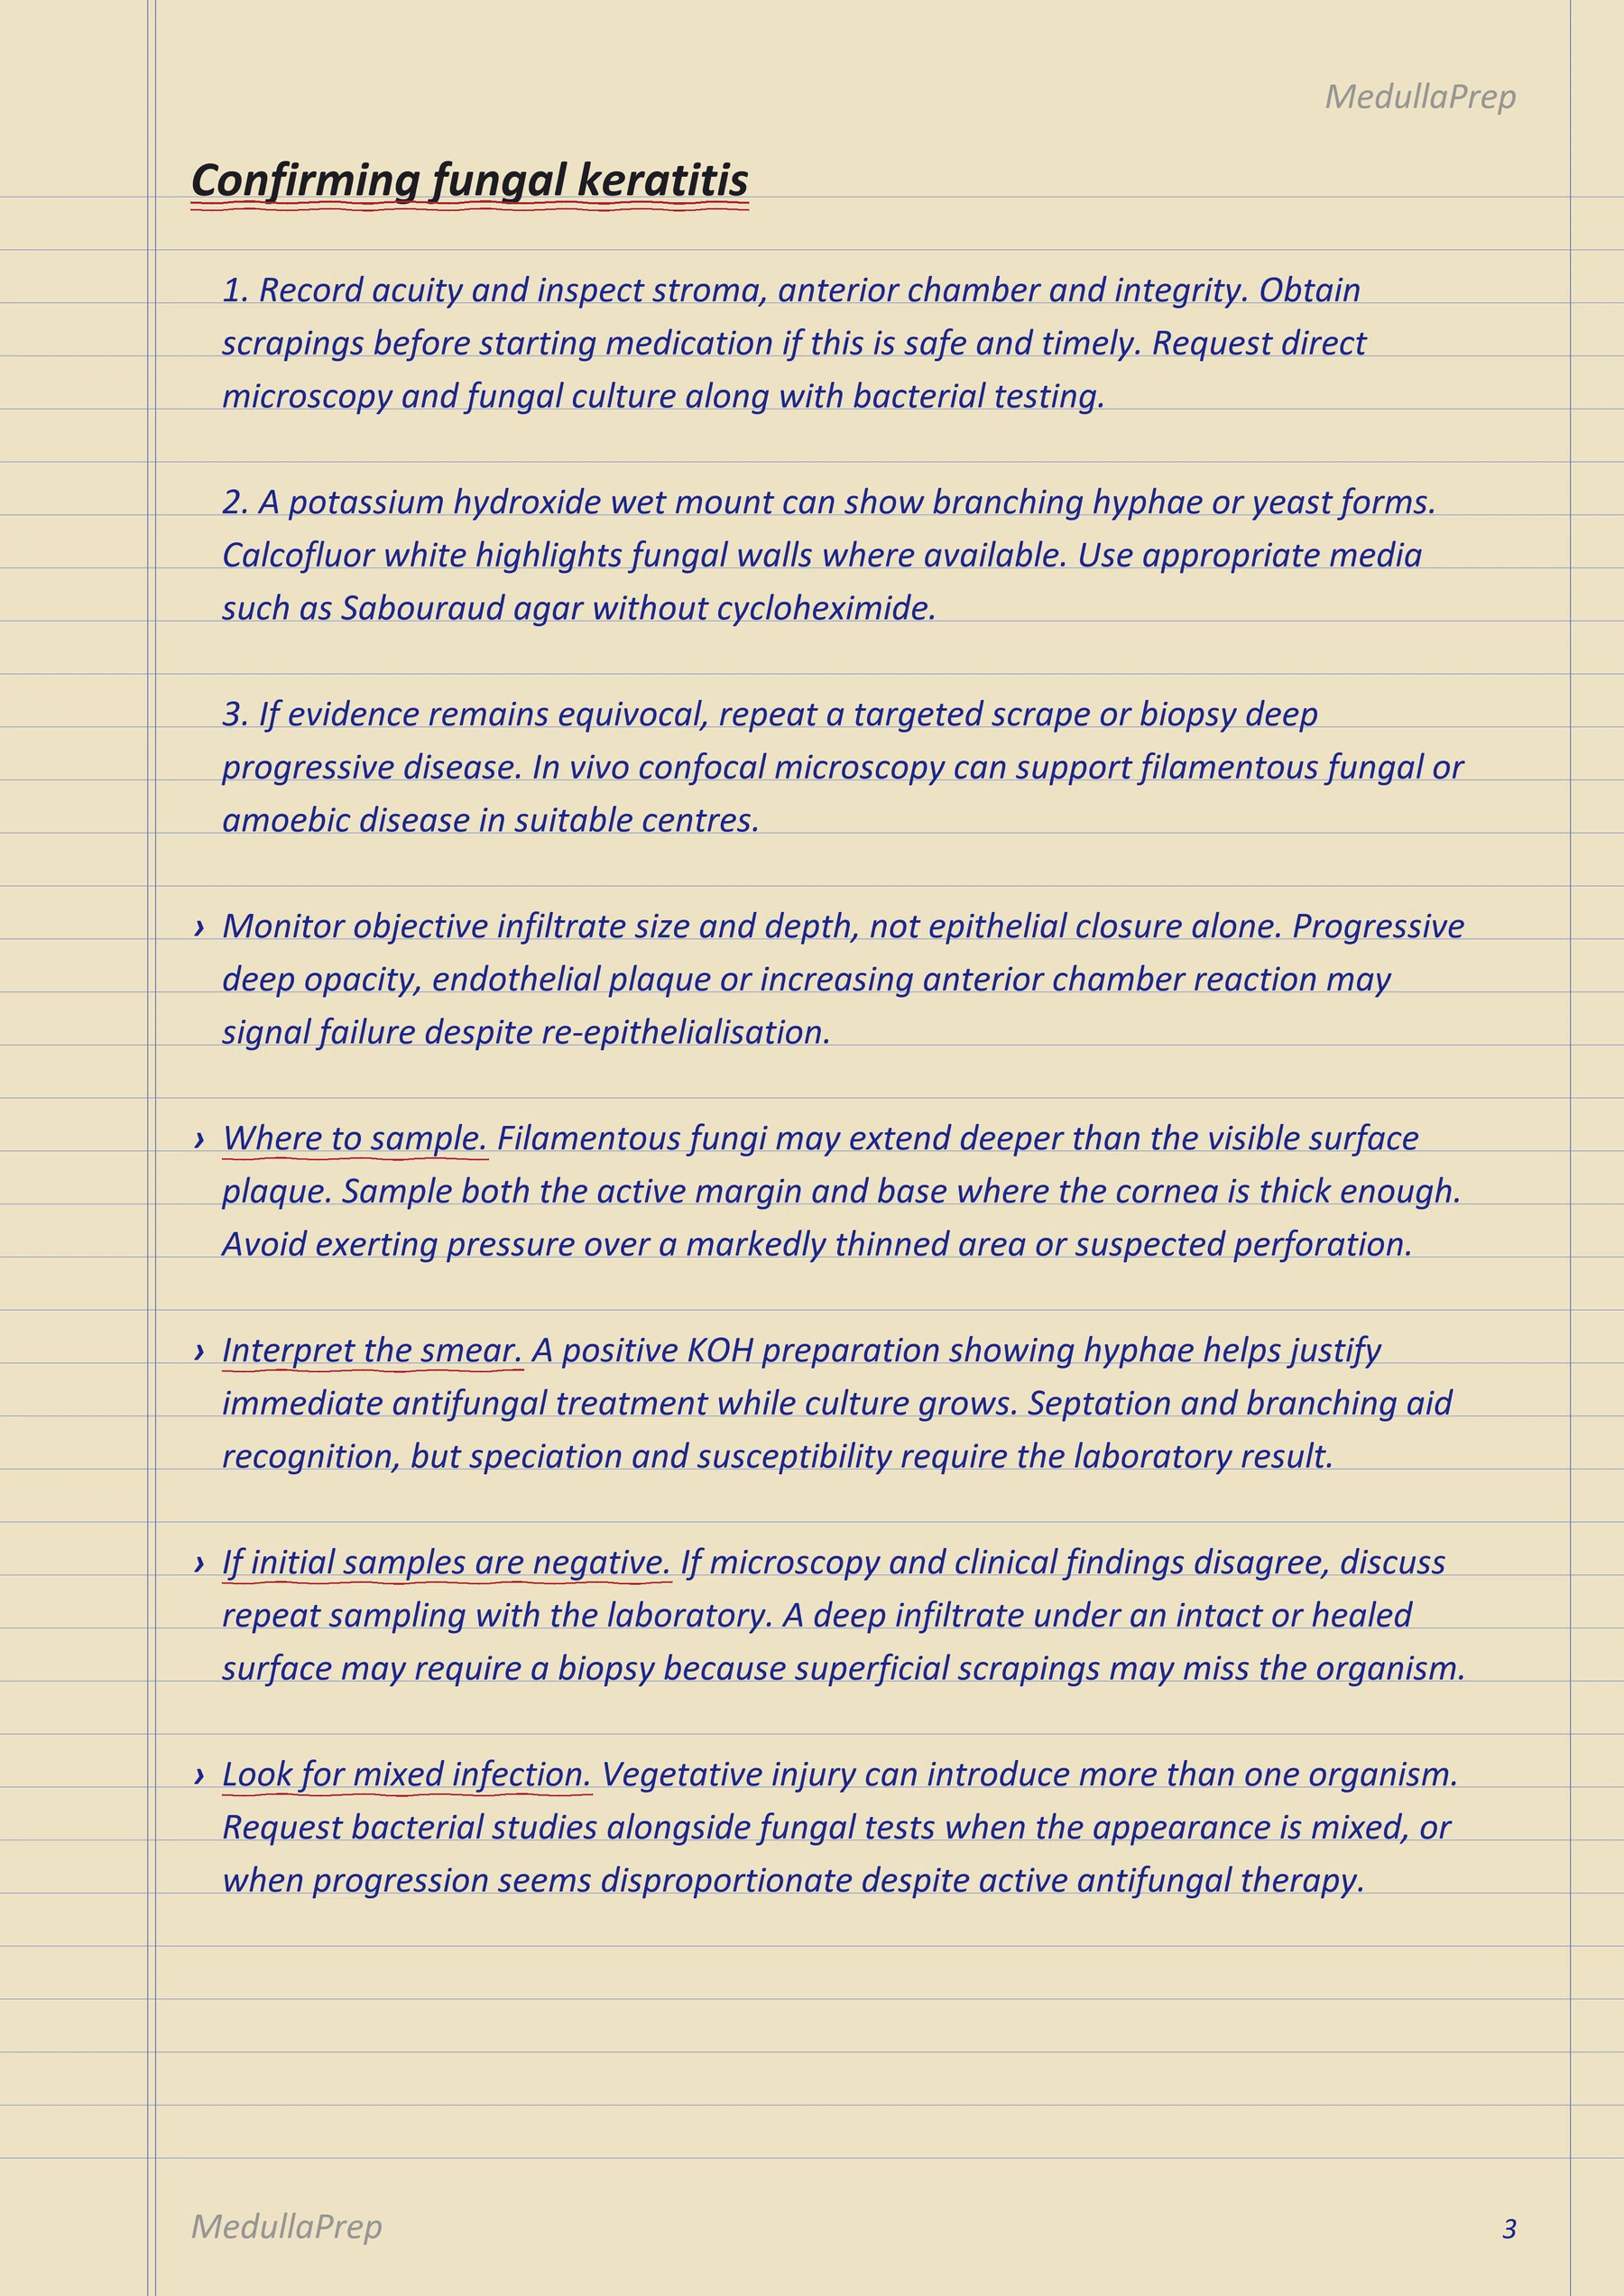 MedullaPrep
Confirming fungal keratitis
1. Record acuity and inspect stroma, anterior chamber and integrity. Obtain
scrapings before starting medication if this is safe and timely. Request direct
microscopy and fungal culture along with bacterial testing.
2. A potassium hydroxide wet mount can show branching hyphae or yeast forms.
Calcofluor white highlights fungal walls where available. Use appropriate media
such as Sabouraud agar without cycloheximide.
3. If evidence remains equivocal, repeat a targeted scrape or biopsy deep
progressive disease. In vivo confocal microscopy can support filamentous fungal or
amoebic disease in suitable centres.
› Monitor objective infiltrate size and depth, not epithelial closure alone. Progressive
deep opacity, endothelial plaque or increasing anterior chamber reaction may
signal failure despite re-epithelialisation.
› Where to sample. Filamentous fungi may extend deeper than the visible surface
plaque. Sample both the active margin and base where the cornea is thick enough.
Avoid exerting pressure over a markedly thinned area or suspected perforation.
› Interpret the smear. A positive KOH preparation showing hyphae helps justify
immediate antifungal treatment while culture grows. Septation and branching aid
recognition, but speciation and susceptibility require the laboratory result.
› If initial samples are negative. If microscopy and clinical findings disagree, discuss
repeat sampling with the laboratory. A deep infiltrate under an intact or healed
surface may require a biopsy because superficial scrapings may miss the organism.
› Look for mixed infection. Vegetative injury can introduce more than one organism.
Request bacterial studies alongside fungal tests when the appearance is mixed, or
when progression seems disproportionate despite active antifungal therapy.
MedullaPrep
3